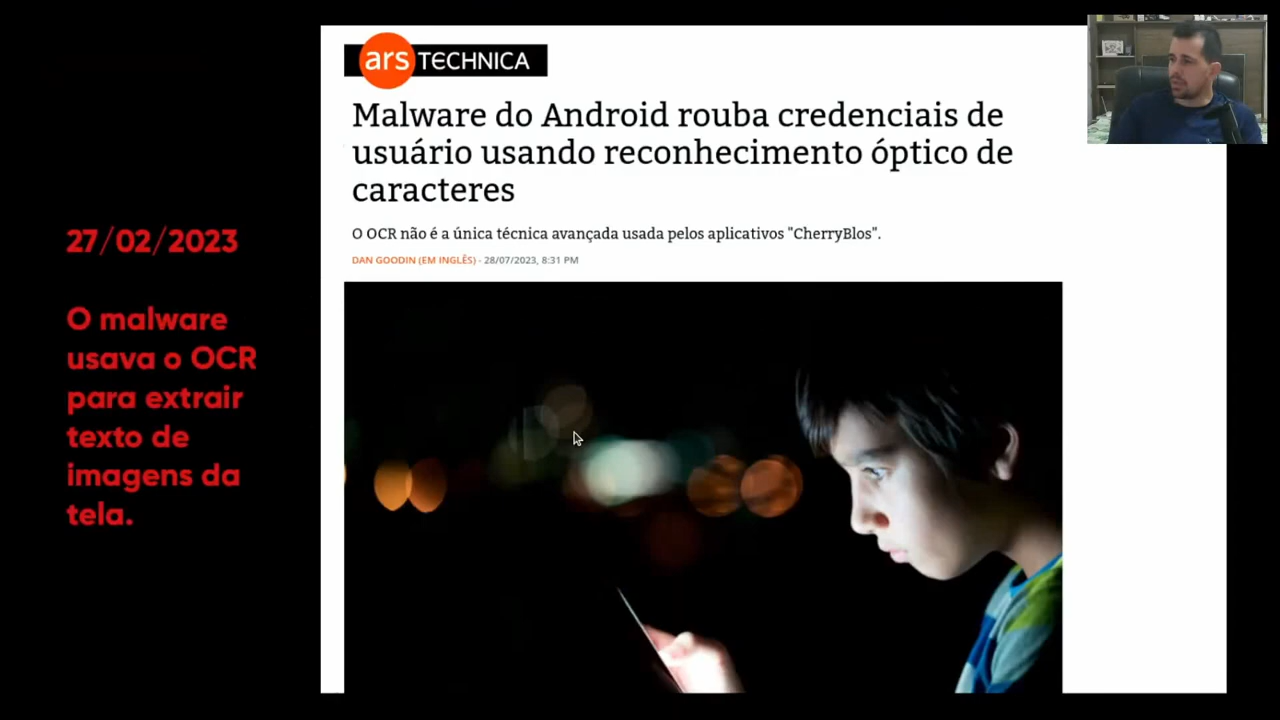 ars TECHNICA
Malware do Android rouba credenciais de
usuário usando reconhecimento óptico de
caracteres
O OCR não é a única técnica avançada usada pelos aplicativos "CherryBlos".
DAN GOODIN (EM INGLÊS) - 28/07/2023, 8:31 PM
27/02/2023
O malware
usava o OCR
para extrair
texto de
imagens da
tela.